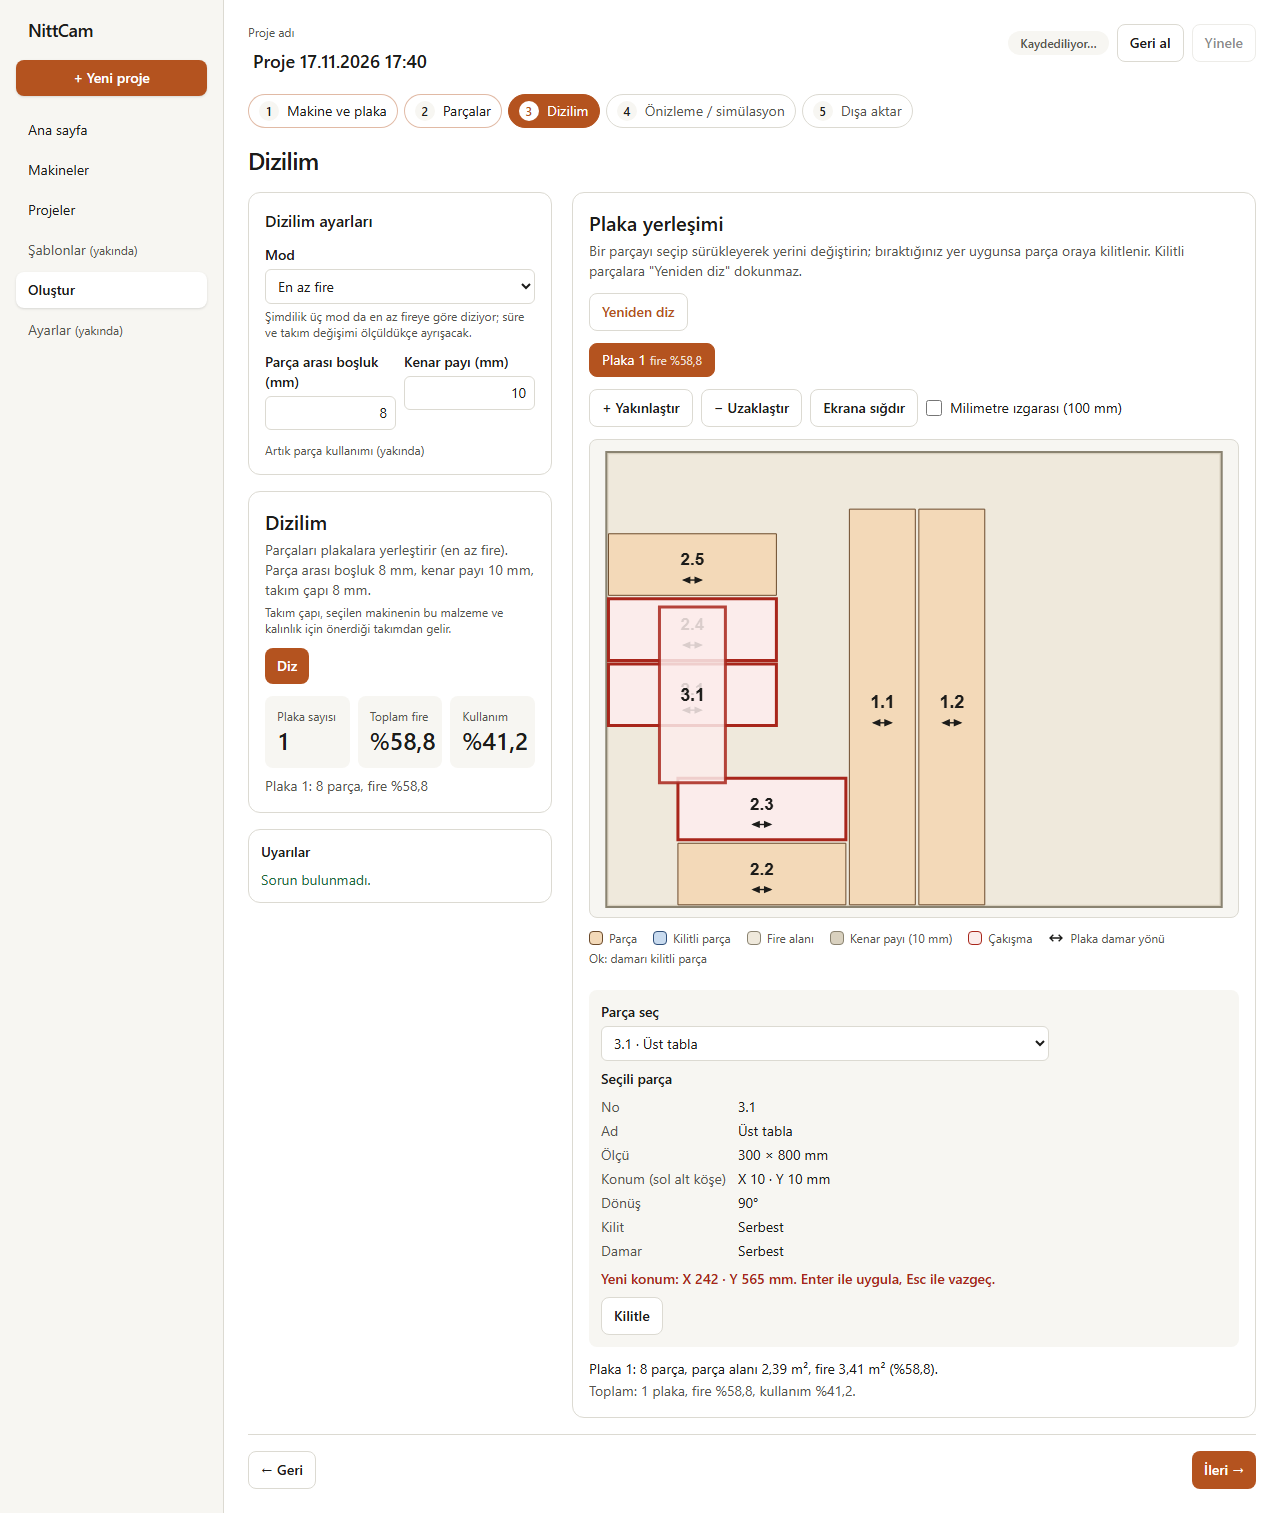 NittCam
+ Yeni proje
Ana sayfa
Makineler
Projeler
Şablonlar (yakında)
Oluştur
Ayarlar (yakında)
Proje adı
Proje 17.11.2026 17:40
Kaydediliyor...
Geri al
Yinele
1 Makine ve plaka
2 Parçalar
3 Dizilim
4 Önizleme / simülasyon
5 Dışa aktar
Dizilim
Dizilim ayarları
Mod
En az fire
Şimdilik üç mod da en az fireye göre diziyor; süre
ve takım değişimi ölçüldükçe ayrışacak.
Parça arası boşluk
(mm)
8
Kenar payı (mm)
10
Artık parça kullanımı (yakında)
Dizilim
Parçaları plakalara yerleştirir (en az fire).
Parça arası boşluk 8 mm, kenar payı 10 mm,
takım çapı 8 mm.
Takım çapı, seçilen makinenin bu malzeme ve
kalınlık için önerdiği takımdan gelir.
Diz
Plaka sayısı
1
Toplam fire
%58,8
Kullanım
%41,2
Plaka 1: 8 parça, fire %58,8
Uyarılar
Sorun bulunmadı.
Plaka yerleşimi
Bir parçayı seçip sürükleyerek yerini değiştirin; bıraktığınız yer uygunsa parça oraya kilitlenir. Kilitli
parçalara "Yeniden diz" dokunmaz.
Yeniden diz
Plaka 1 fire %58,8
+ Yakınlaştır
− Uzaklaştır
Ekrana sığdır
Milimetre ızgarası (100 mm)
2.5
2.4
3.1
1.1
1.2
2.3
2.2
Parça
Kilitli parça
Fire alanı
Kenar payı (10 mm)
Çakışma
↔ Plaka damar yönü
Ok: damarı kilitli parça
Parça seç
3.1 · Üst tabla
Seçili parça
No 3.1
Ad Üst tabla
Ölçü 300 × 800 mm
Konum (sol alt köşe) X 10 · Y 10 mm
Dönüş 90°
Kilit Serbest
Damar Serbest
Yeni konum: X 242 · Y 565 mm. Enter ile uygula, Esc ile vazgeç.
Kilitle
Plaka 1: 8 parça, parça alanı 2,39 m², fire 3,41 m² (%58,8).
Toplam: 1 plaka, fire %58,8, kullanım %41,2.
← Geri
İleri →